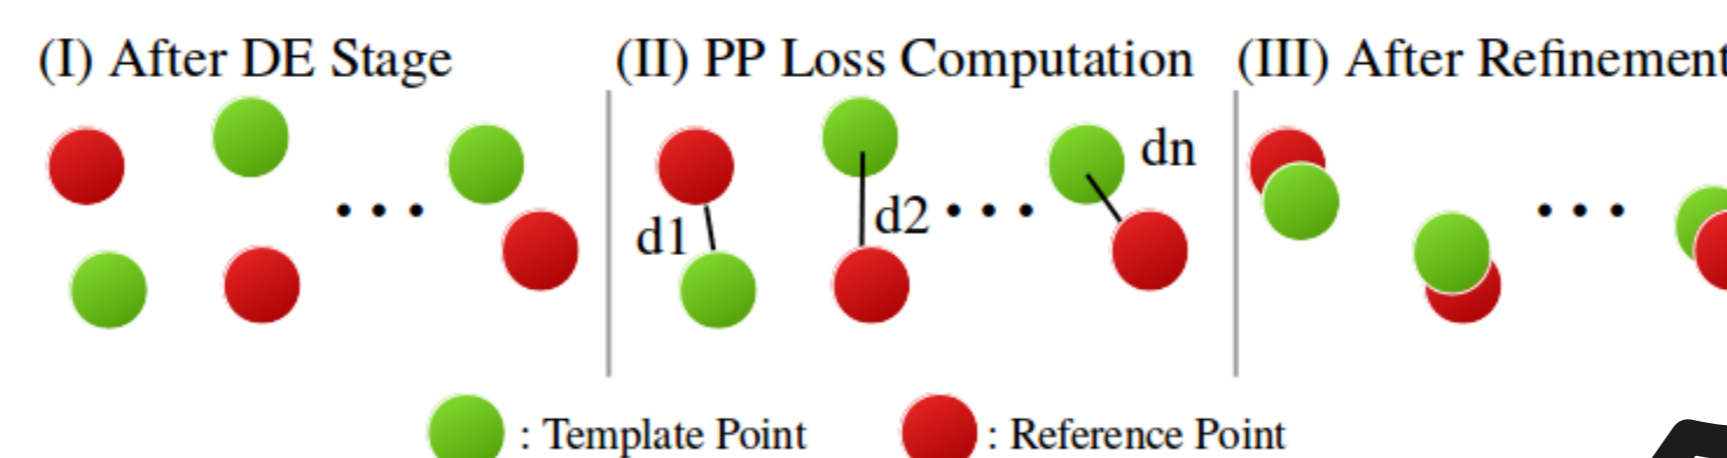 (I) After DE Stage
(II) PP Loss Computation
(III) After Refinement
d1
d2
dn
: Template Point
: Reference Point